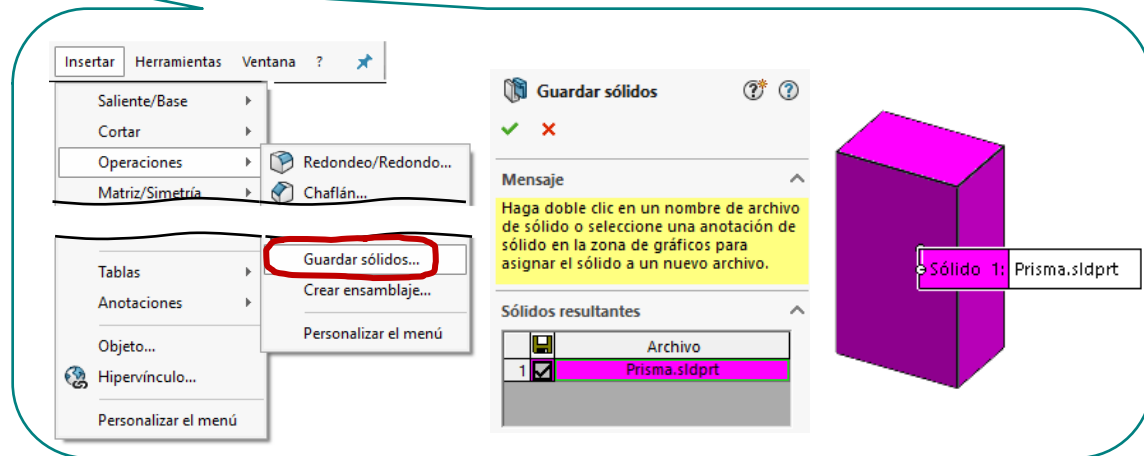 Insertar Herramientas Ventana ?
Saliente/Base
Cortar
Operaciones
Matriz/Simetría
Redondeo/Redondo...
Chaflán...
Tablas
Anotaciones
Objeto...
Hipervínculo...
Personalizar el menú
Guardar sólidos...
Crear ensamblaje...
Personalizar el menú
Guardar sólidos
Mensaje
Haga doble clic en un nombre de archivo
de sólido o seleccione una anotación de
sólido en la zona de gráficos para
asignar el sólido a un nuevo archivo.
Sólidos resultantes
Archivo
1 Prisma.sldprt
Sólido 1: Prisma.sldprt